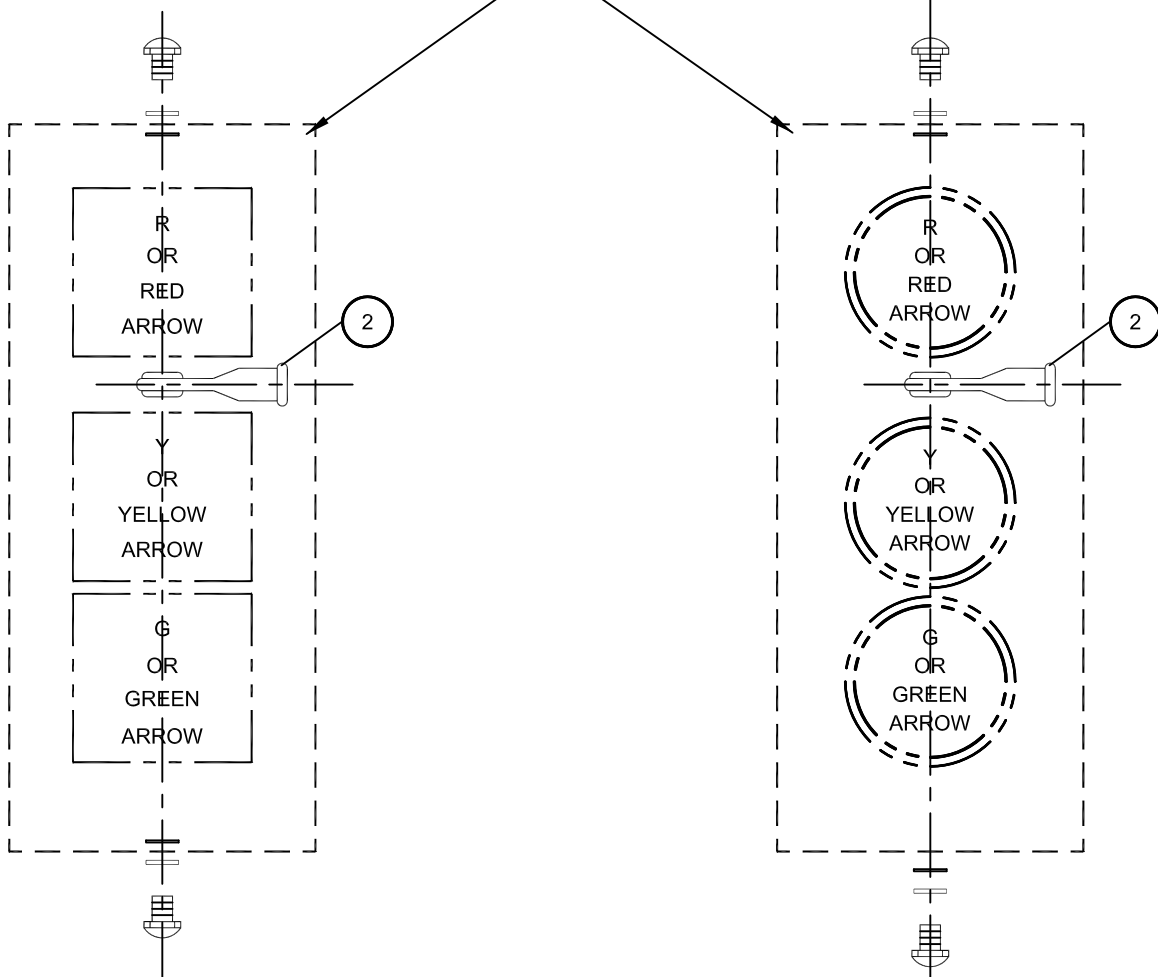 R
OR
RED
ARROW
2
Y
OR
YELLOW
ARROW
G
OR
GREEN
ARROW
R
OR
RED
ARROW
2
Y
OR
YELLOW
ARROW
G
OR
GREEN
ARROW